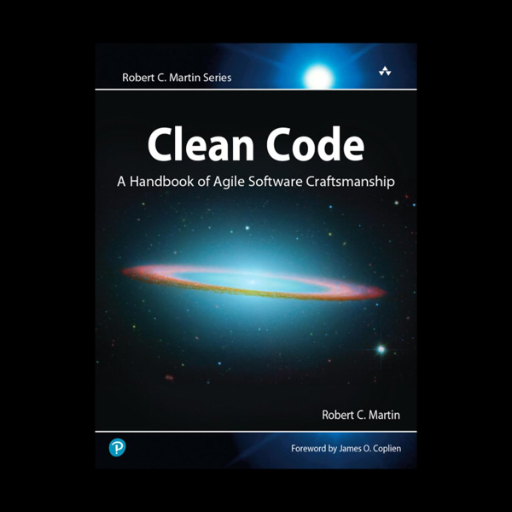 Robert C. Martin Series
Clean Code
A Handbook of Agile Software Craftsmanship
Robert C. Martin
P
Foreword by James O. Coplien